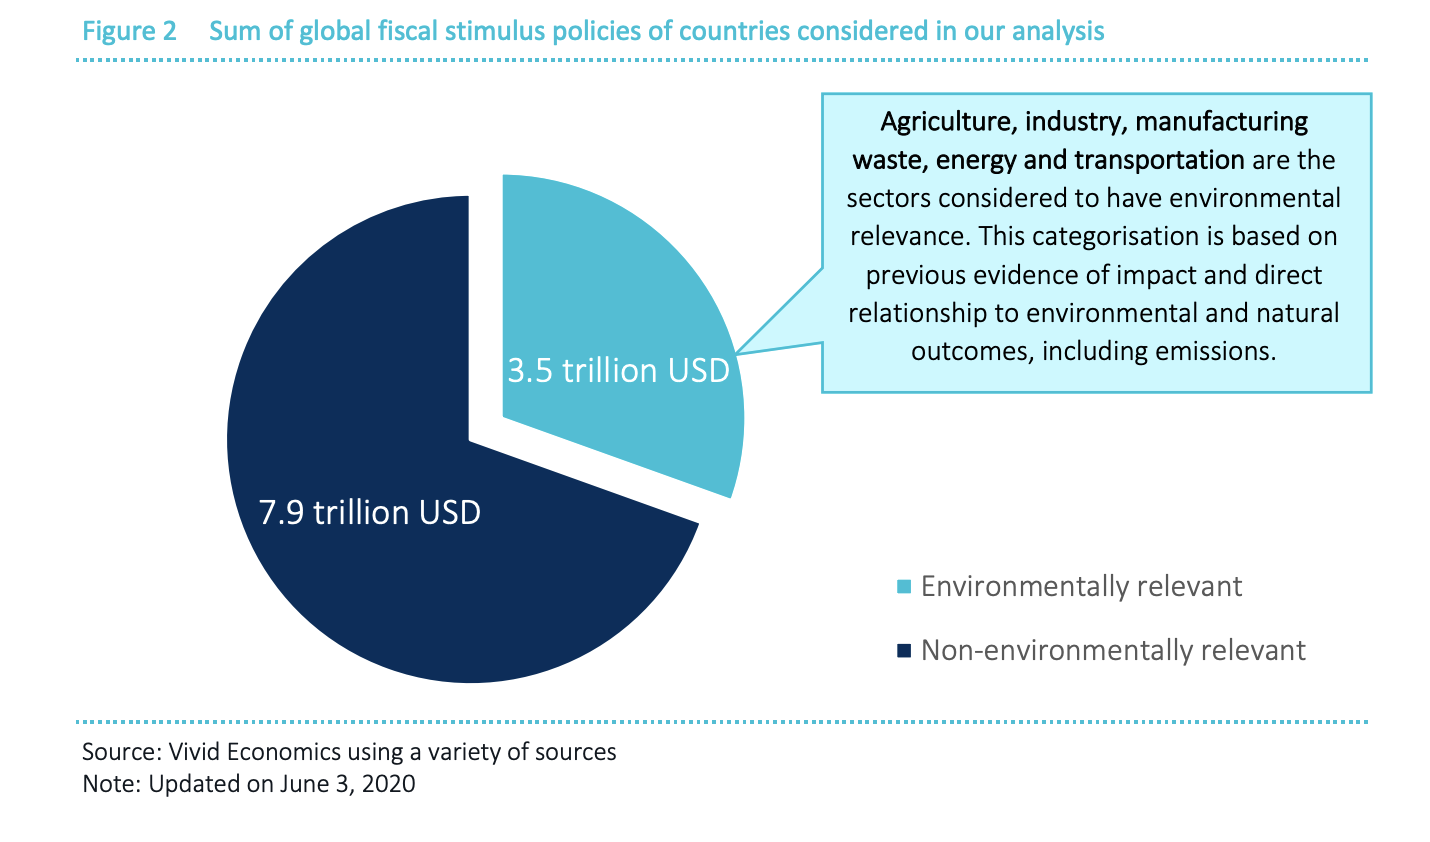 Figure 2 Sum of global fiscal stimulus policies of countries considered in our analysis
Agriculture, industry, manufacturing
waste, energy and transportation are the
sectors considered to have environmental
relevance. This categorisation is based on
previous evidence of impact and direct
relationship to environmental and natural
outcomes, including emissions.
3.5 trillion USD
7.9 trillion USD
Environmentally relevant
Non-environmentally relevant
Source: Vivid Economics using a variety of sources
Note: Updated on June 3, 2020